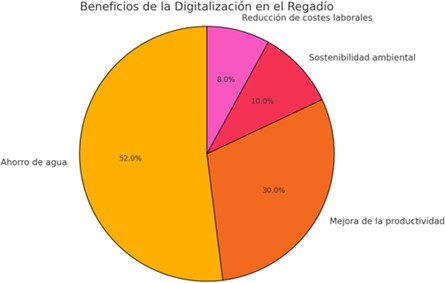 Beneficios de la Digitalización en el Regadío
Reducción de costes laborales
8.0%
Sostenibilidad ambiental
10.0%
Ahorro de agua
52.0%
30.0%
Mejora de la productividad